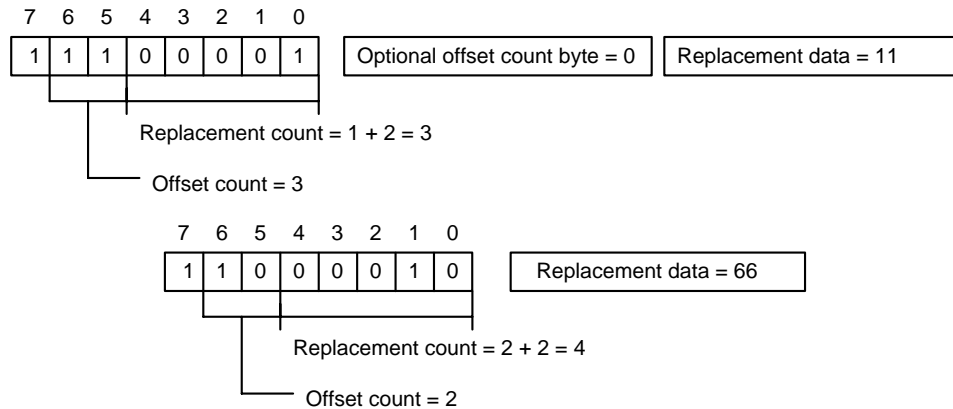 7 6 5 4 3 2 1 0
1 1 1 0 0 0 0 1 Optional offset count byte = 0 Replacement data = 11
Replacement count = 1 + 2 = 3
Offset count = 3
7 6 5 4 3 2 1 0
1 1 0 0 0 0 1 0 Replacement data = 66
Replacement count = 2 + 2 = 4
Offset count = 2